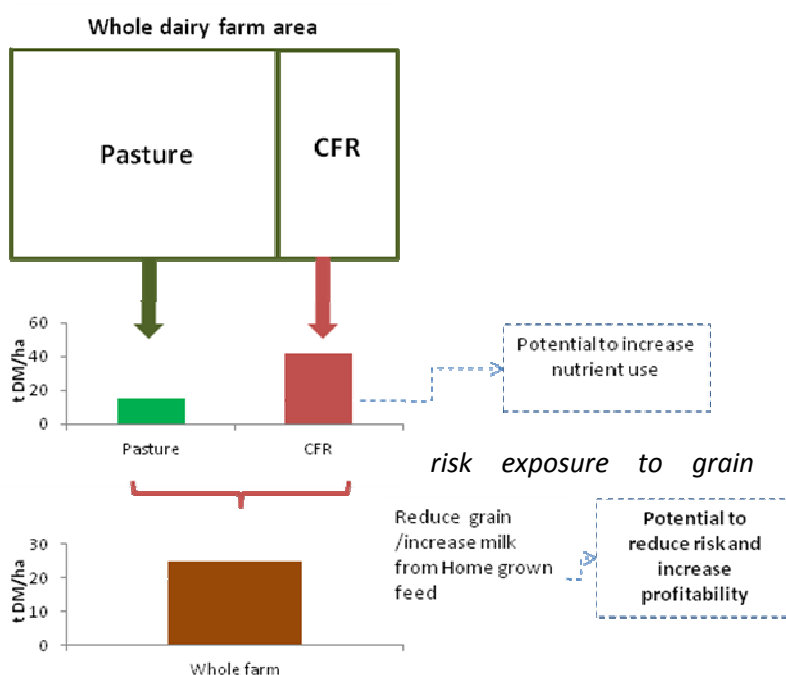 Whole dairy farm area
Pasture
CFR
60
40
20
0
t DM/ha
Pasture
CFR
Potential to increase
nutrient use
risk exposure to grain
Reduce grain
/increase milk
from Home grown
feed
Potential to
reduce risk and
increase
profitability
30
20
10
0
t DM/ha
Whole farm